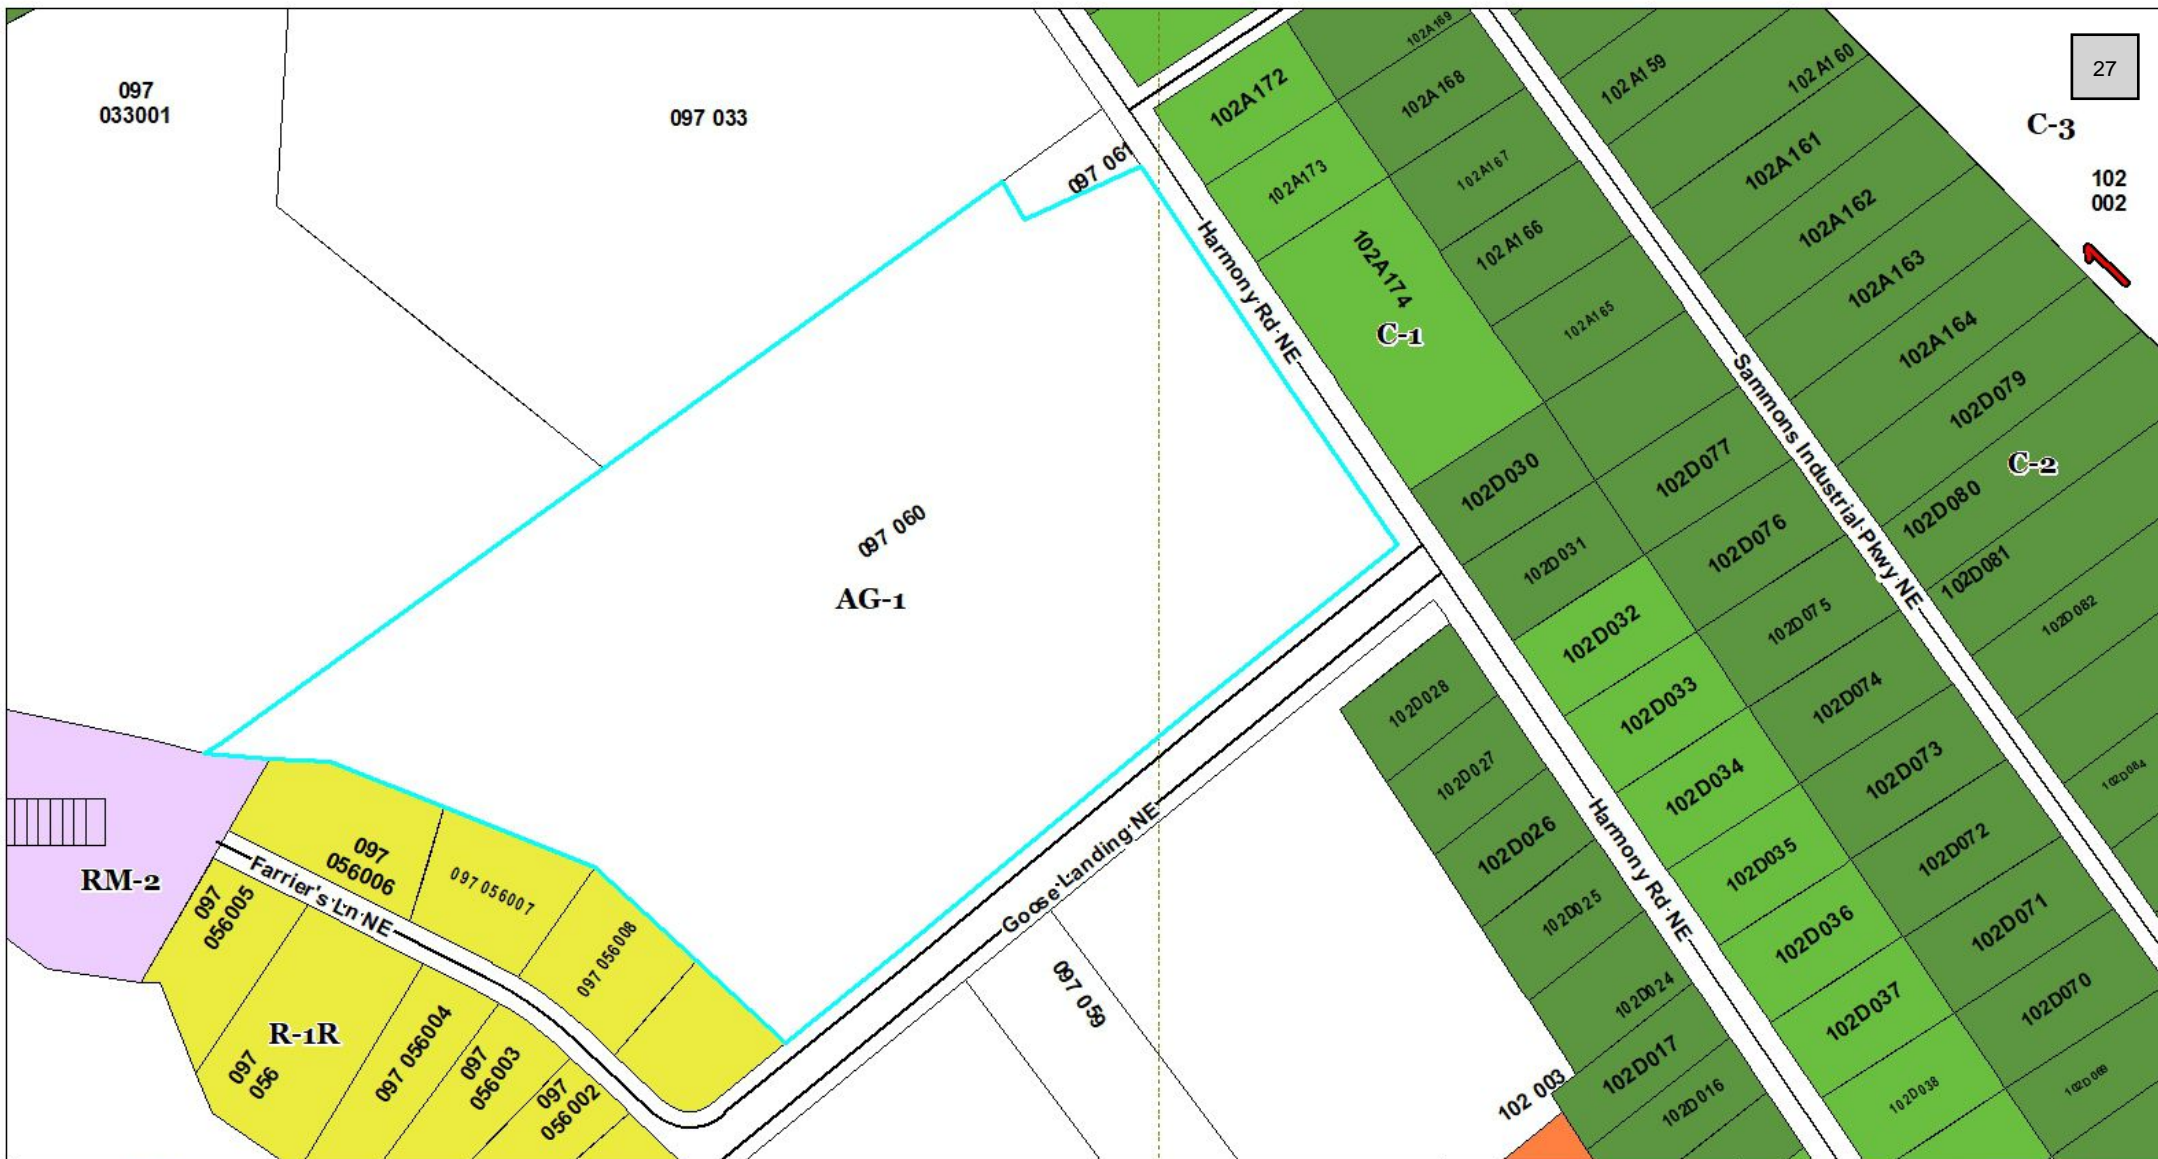 097
033001
097 033
097 061
102A172
102A173
102A174
C-1
102A169
102A168
102A167
102A166
102A165
102A159
102A160
102A161
102A162
102A163
102A164
27
C-3
102
002
Harmony Rd NE
Sammons Industrial Pkwy NE
102D079
C-2
102D080
102D081
102D082
102D084
097 060
AG-1
102D030
102D031
102D032
102D033
102D034
102D035
102D036
102D037
102D038
102D077
102D076
102D075
102D074
102D073
102D072
102D071
102D070
102D069
102D028
102D027
102D026
102D025
102D024
102D017
102D016
Harmony Rd NE
102 003
Goose Landing NE
097 059
RM-2
Farrier's Ln NE
097
056006
097 056007
097 056008
097
056005
R-1R
097
056
097 056004
097
056003
097
056002